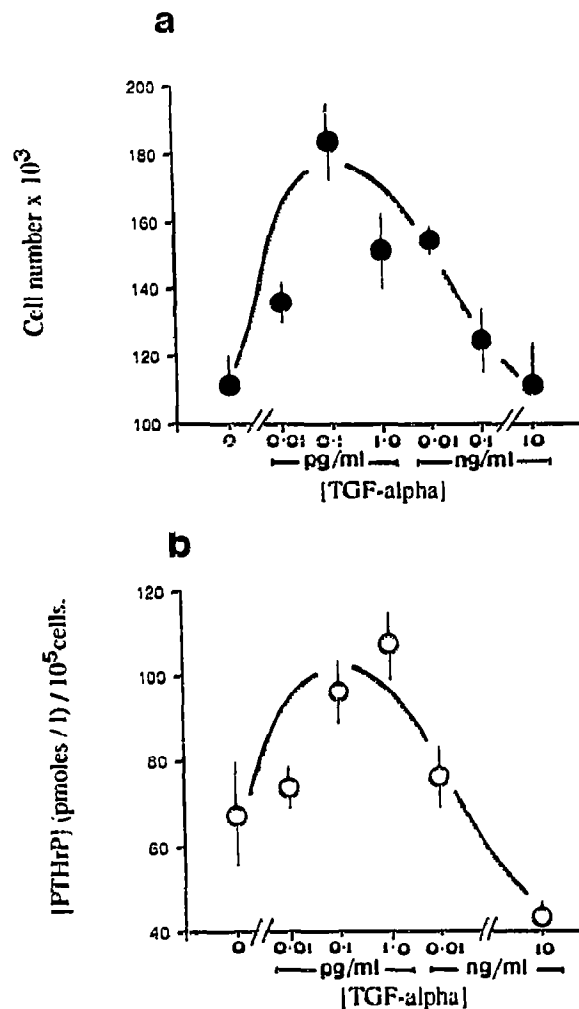 a
Cell number x 10³
200
180
160
140
120
100
0 0·01 0·1 1·0 0·01 0·1 10
pg/ml ng/ml
[TGF-alpha]
b
[PTHrP] (pmoles / l) / 10⁵cells.
120
100
80
60
40
0 0·01 0·1 1·0 0·01 10
pg/ml ng/ml
[TGF-alpha]